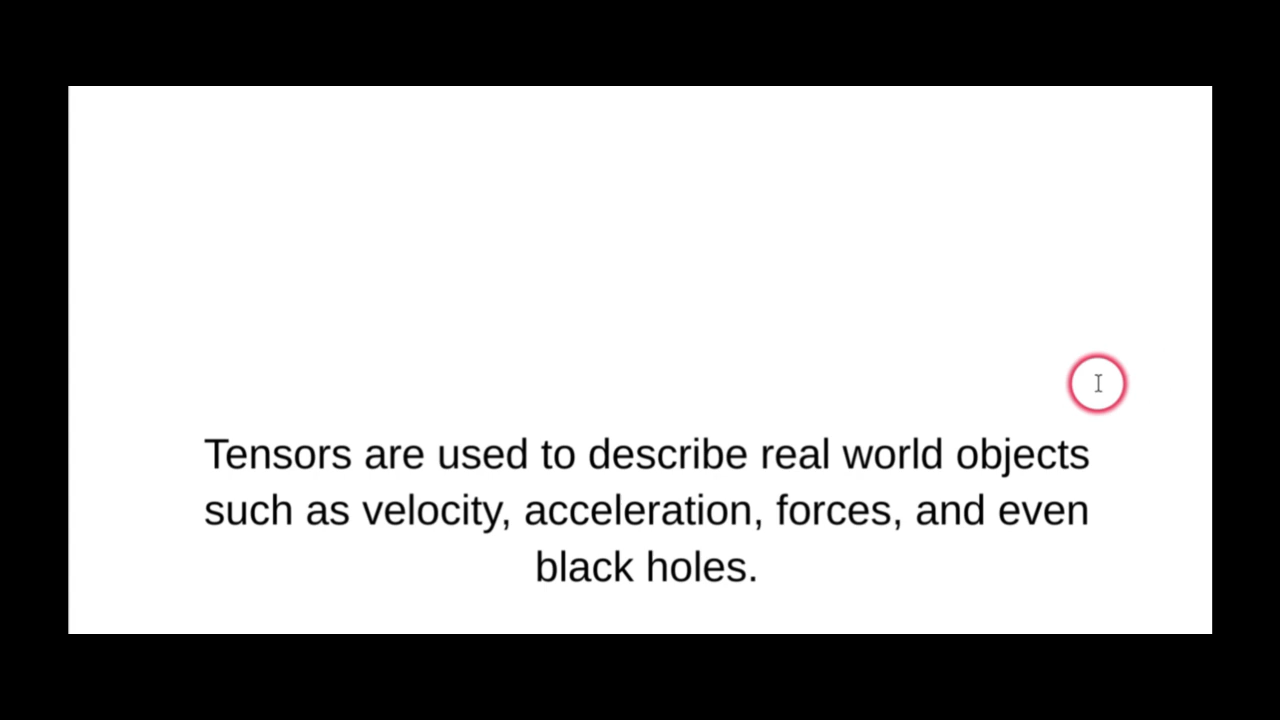 Tensors are used to describe real world objects
such as velocity, acceleration, forces, and even
black holes.